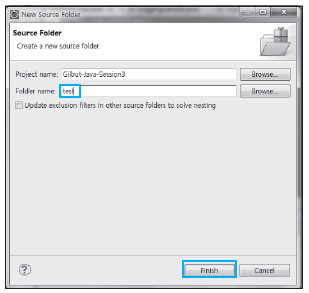 New Source Folder
Source Folder
Create a new source folder.
Project name: Gilbut-Java-Session3 Browse...
Folder name: test Browse...
Update exclusion filters in other source folders to solve nesting
? Finish Cancel